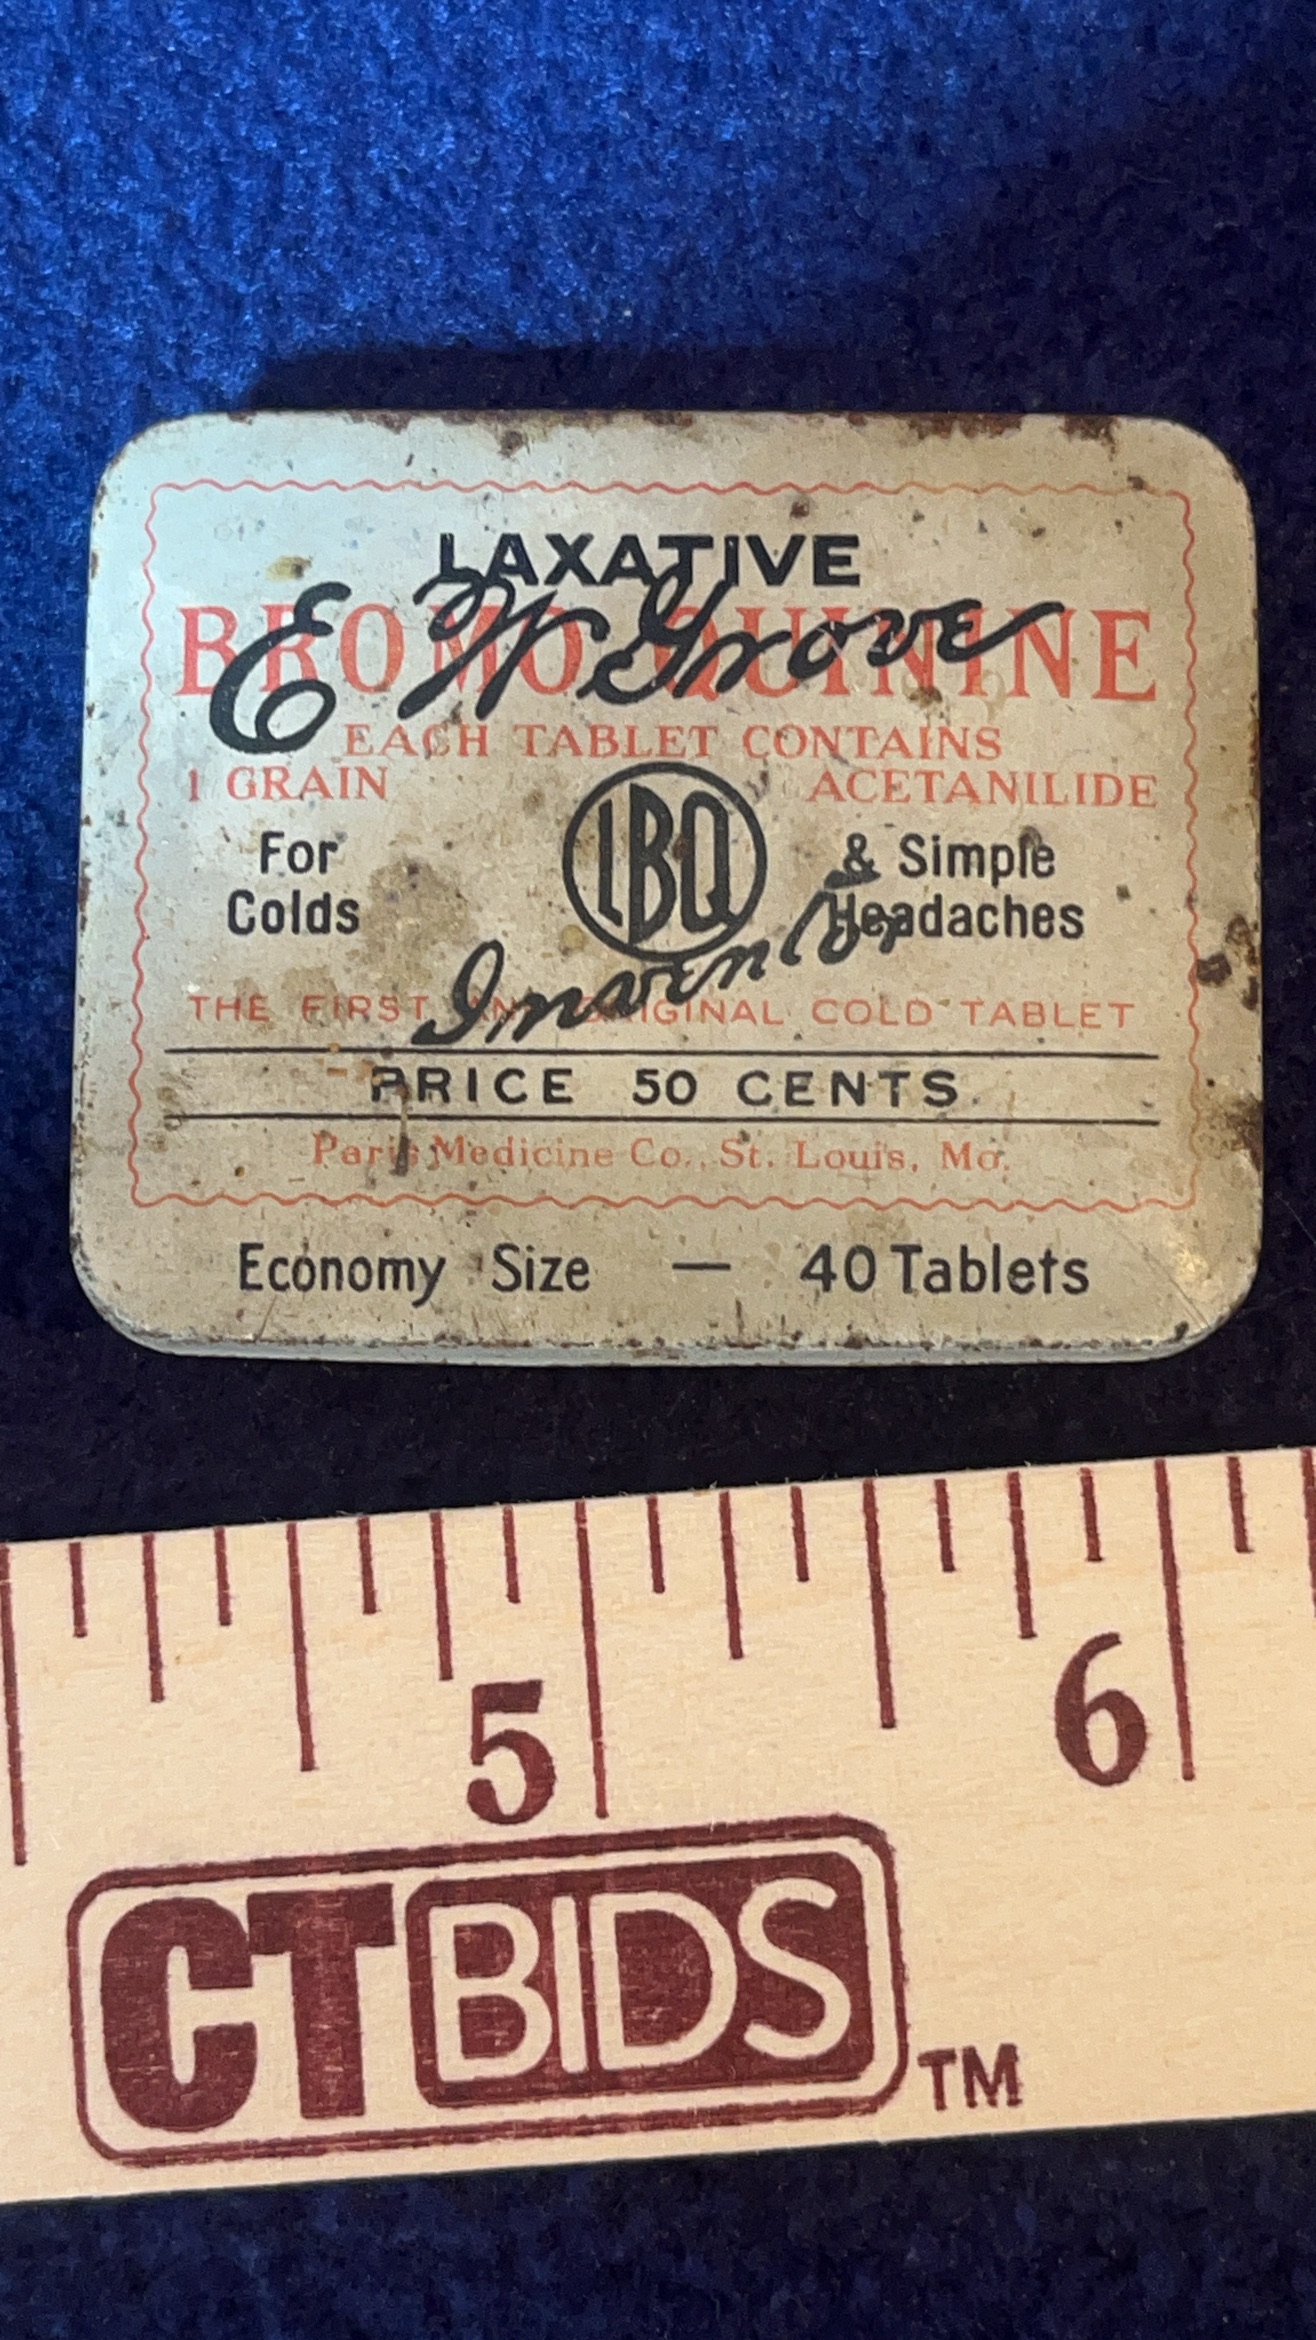 LAXATIVE
BROMO QUININE
E W Grove
EACH TABLET CONTAINS
1 GRAIN ACETANILIDE
For Colds
LBQ
& Simple Headaches
Inventor
THE FIRST AND ORIGINAL COLD TABLET
PRICE 50 CENTS.
Paris Medicine Co., St. Louis, Mo.
Economy Size — 40 Tablets
5 6
CTBIDS TM